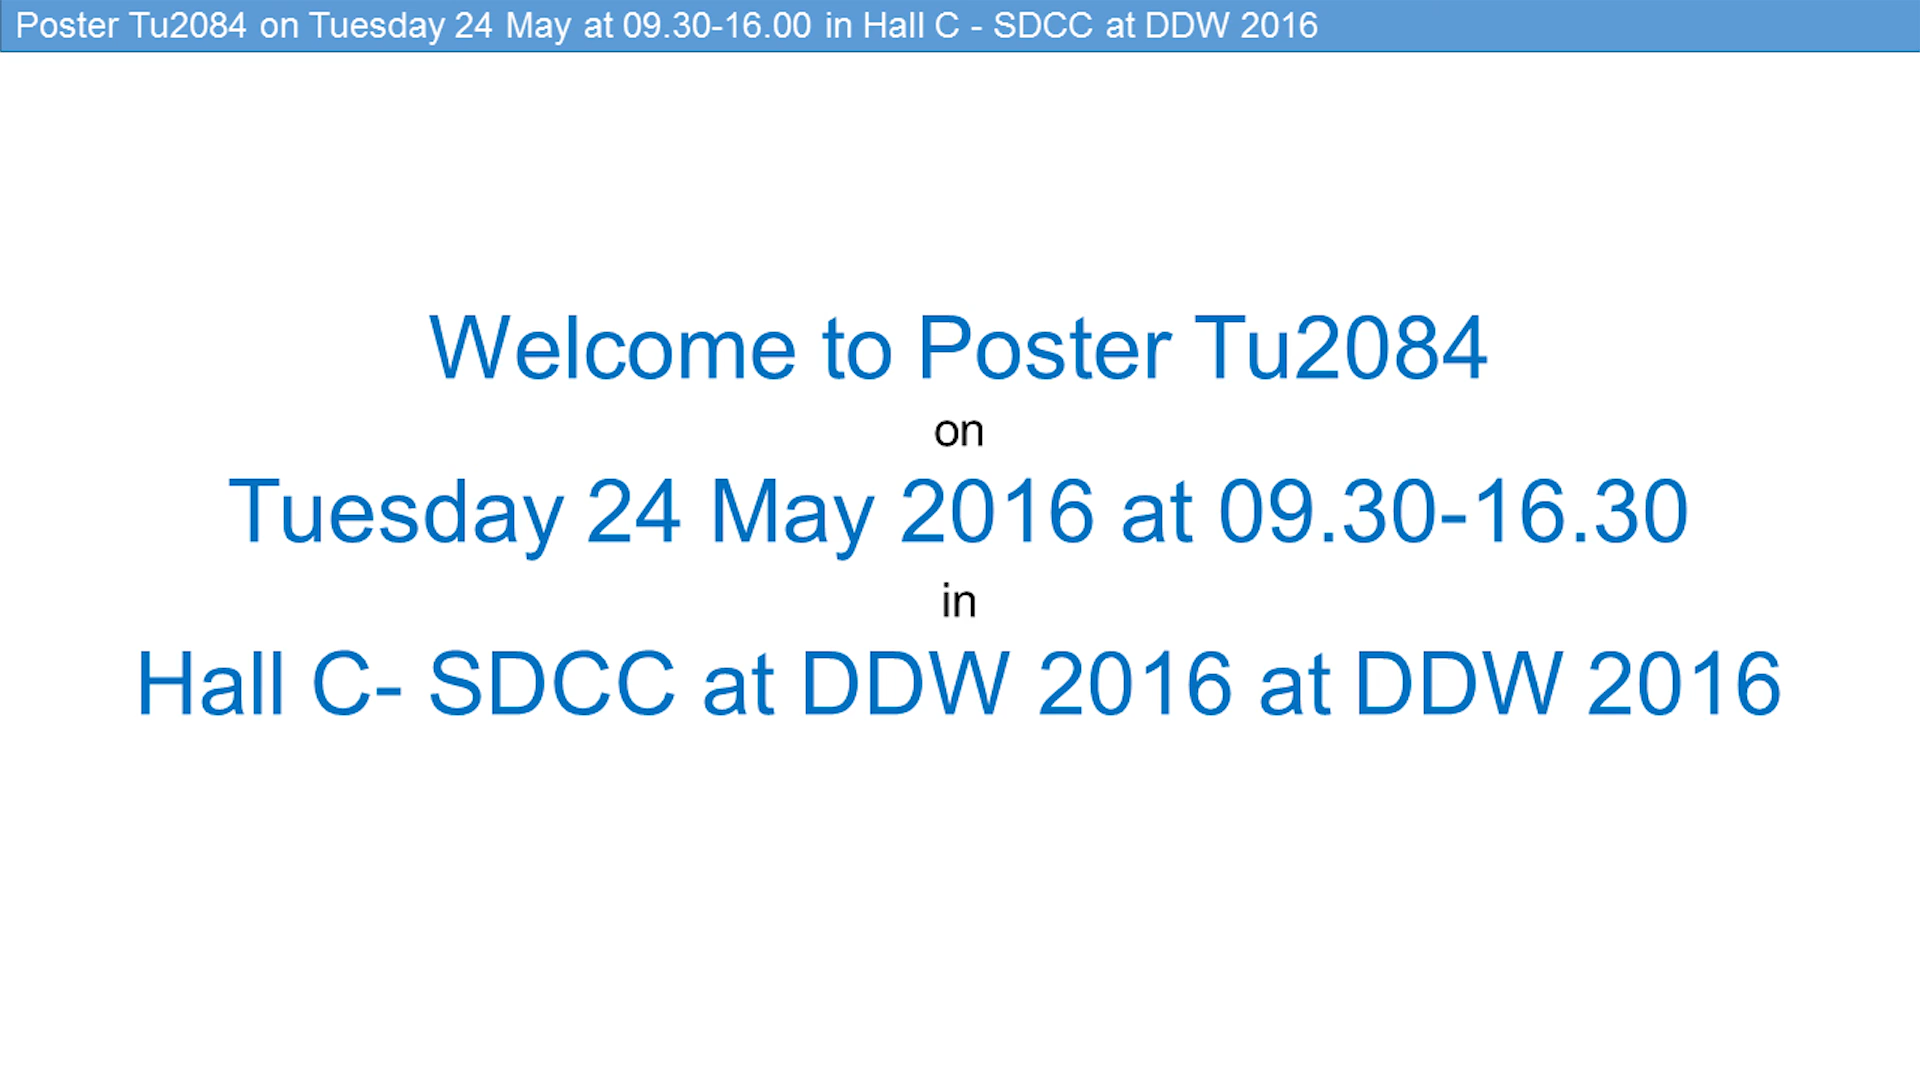 Poster Tu2084 on Tuesday 24 May at 09.30-16.00 in Hall C - SDCC at DDW 2016
Welcome to Poster Tu2084
on
Tuesday 24 May 2016 at 09.30-16.30
in
Hall C- SDCC at DDW 2016 at DDW 2016